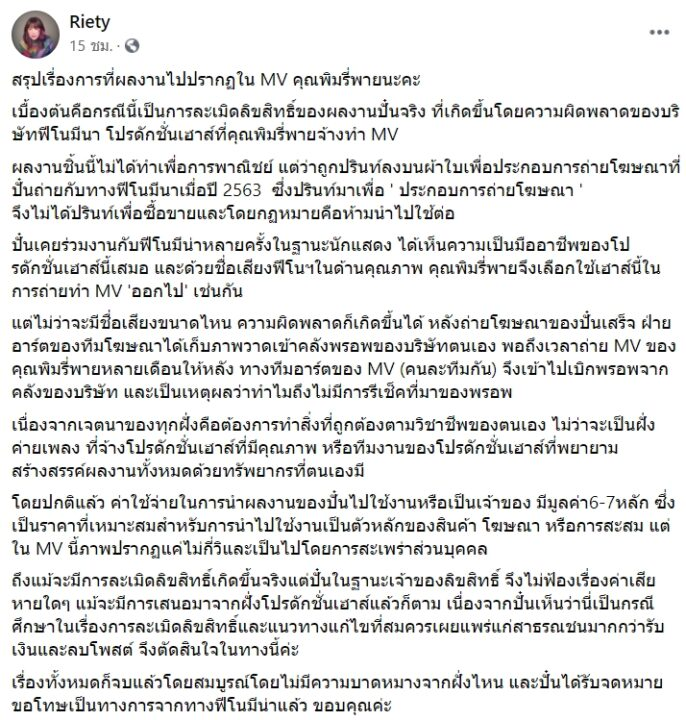 Riety
15 ชม. ·
สรุปเรื่องการที่ผลงานไปปรากฏใน MV คุณพิมรี่พายนะคะ
เบื้องต้นคือกรณีนี้เป็นการละเมิดลิขสิทธิ์ของผลงานปั๋นจริง ที่เกิดขึ้นโดยความผิดพลาดของบริ
ษัทฟีโนมีนา โปรดักชั่นเฮาส์ที่คุณพิมรี่พายจ้างทำ MV
ผลงานชิ้นนี้ไม่ได้ทำเพื่อการพาณิชย์ แต่ว่าถูกปรินท์ลงบนผ้าใบเพื่อประกอบการถ่ายโฆษณาที่
ปั๋นถ่ายกับทางฟีโนมีนาเมื่อปี 2563 ซึ่งปรินท์มาเพื่อ ' ประกอบการถ่ายโฆษณา '
จึงไม่ได้ปรินท์เพื่อซื้อขายและโดยกฏหมายคือห้ามนำไปใช้ต่อ
ปั๋นเคยร่วมงานกับฟีโนมีน่าหลายครั้งในฐานะนักแสดง ได้เห็นความเป็นมืออาชีพของโป
รดักชั่นเฮาส์นี้เสมอ และด้วยชื่อเสียงฟีโนฯในด้านคุณภาพ คุณพิมรี่พายจึงเลือกใช้เฮาส์นี้ใน
การถ่ายทำ MV 'ออกไป' เช่นกัน
แต่ไม่ว่าจะมีชื่อเสียงขนาดไหน ความผิดพลาดก็เกิดขึ้นได้ หลังถ่ายโฆษณาของปั๋นเสร็จ ฝ่าย
อาร์ตของทีมโฆษณาได้เก็บภาพวาดเข้าคลังพรอพของบริษัทตนเอง พอถึงเวลาถ่าย MV ของ
คุณพิมรี่พายหลายเดือนให้หลัง ทางทีมอาร์ตของ MV (คนละทีมกัน) จึงเข้าไปเบิกพรอพจาก
คลังของบริษัท และเป็นเหตุผลว่าทำไมถึงไม่มีการรีเช็คที่มาของพรอพ
เนื่องจากเจตนาของทุกฝั่งคือต้องการทำสิ่งที่ถูกต้องตามวิชาชีพของตนเอง ไม่ว่าจะเป็นฝั่ง
ค่ายเพลง ที่จ้างโปรดักชั่นเฮาส์ที่มีคุณภาพ หรือทีมงานของโปรดักชั่นเฮาส์ที่พยายาม
สร้างสรรค์ผลงานทั้งหมดด้วยทรัพยากรที่ตนเองมี
โดยปกติแล้ว ค่าใช้จ่ายในการนำผลงานของปั๋นไปใช้งานหรือเป็นเจ้าของ มีมูลค่า6-7หลัก ซึ่ง
เป็นราคาที่เหมาะสมสำหรับการนำไปใช้งานเป็นตัวหลักของสินค้า โฆษณา หรือการสะสม แต่
ใน MV นี้ภาพปรากฏแค่ไม่กี่วิและเป็นไปโดยการสะเพร่าส่วนบุคคล
ถึงแม้จะมีการละเมิดลิขสิทธิ์เกิดขึ้นจริงแต่ปั๋นในฐานะเจ้าของลิขสิทธิ์ จึงไม่ฟ้องเรื่องค่าเสีย
หายใดๆ แม้จะมีการเสนอมาจากฝั่งโปรดักชั่นเฮาส์แล้วก็ตาม เนื่องจากปั๋นเห็นว่านี่เป็นกรณี
ศึกษาในเรื่องการละเมิดลิขสิทธิ์และแนวทางแก้ไขที่สมควรเผยแพร่แก่สาธารณชนมากกว่ารับ
เงินและลบโพสต์ จึงตัดสินใจในทางนี้ค่ะ
เรื่องทั้งหมดก็จบแล้วโดยสมบูรณ์โดยไม่มีความบาดหมางจากฝั่งไหน และปั๋นได้รับจดหมาย
ขอโทษเป็นทางการจากทางฟีโนมีน่าแล้ว ขอบคุณค่ะ